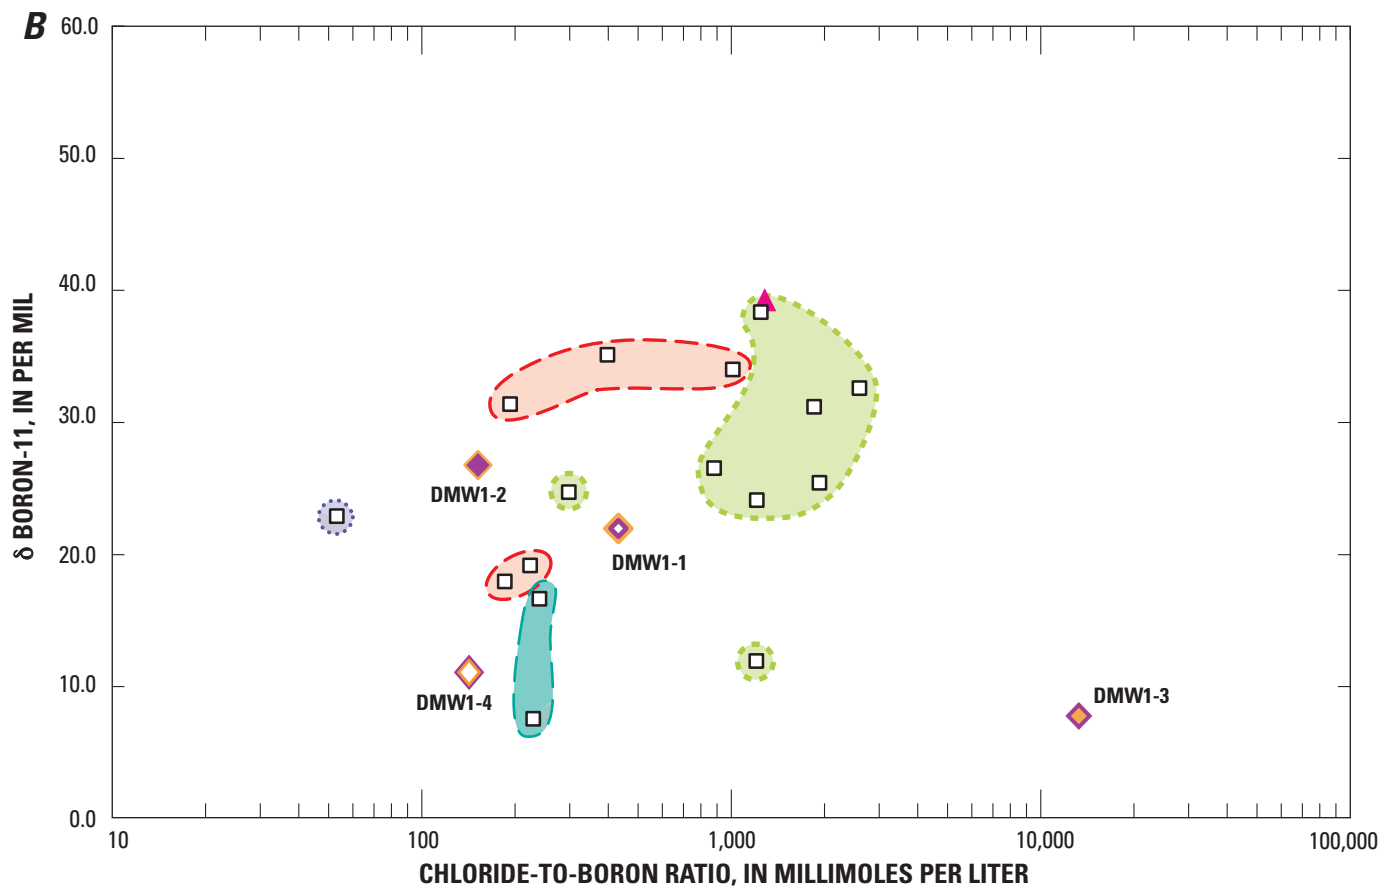 B
60.0
50.0
40.0
30.0
20.0
10.0
0.0
δ BORON-11, IN PER MIL
DMW1-2
DMW1-1
DMW1-4
DMW1-3
10
100
1,000
10,000
100,000
CHLORIDE-TO-BORON RATIO, IN MILLIMOLES PER LITER